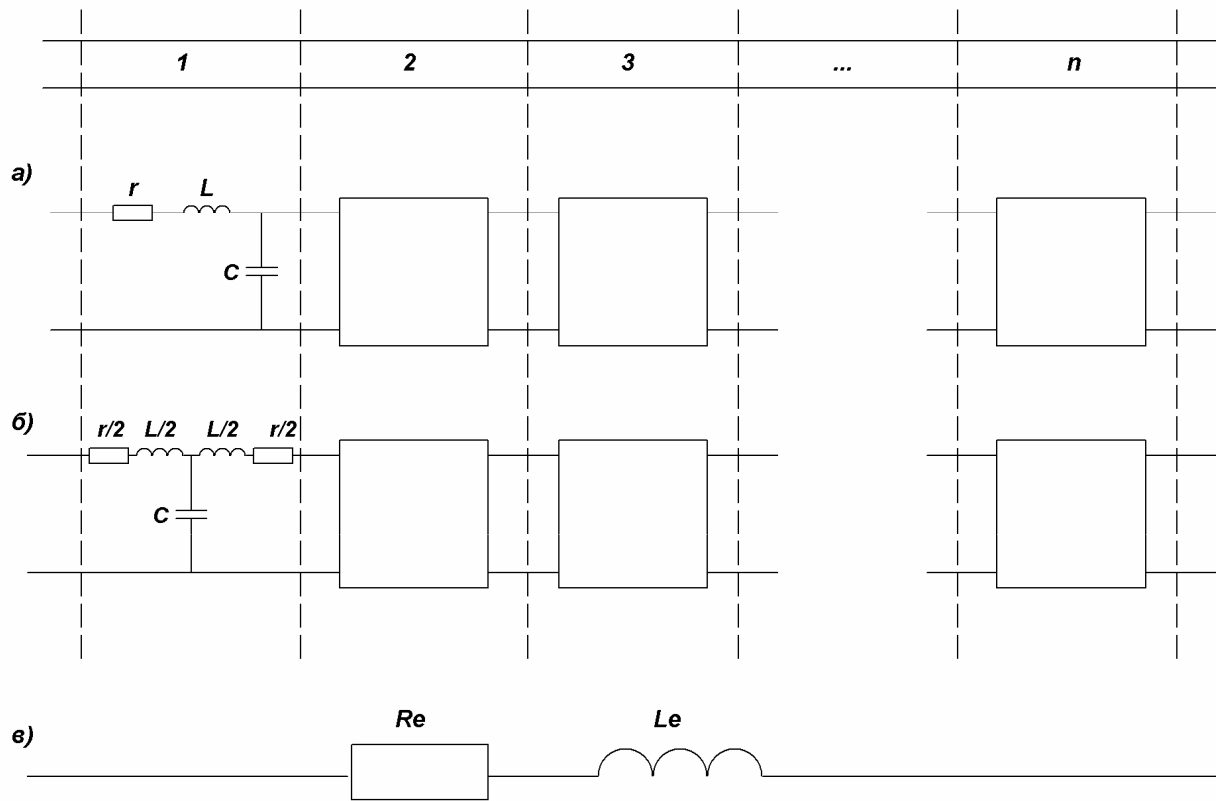 1 2 3 ... n
а)
r L
C
б)
r/2 L/2 L/2 r/2
C
в)
Re Le